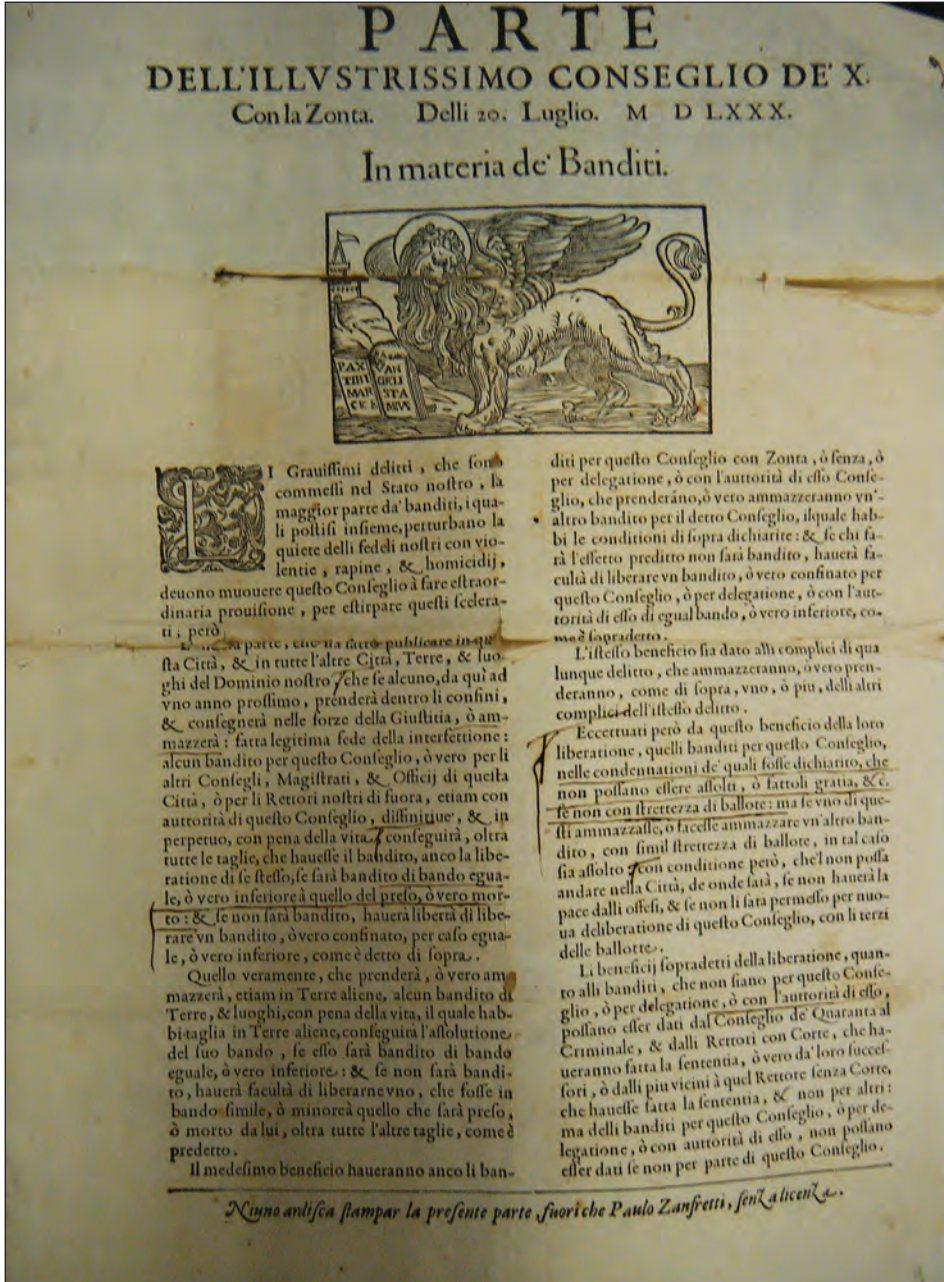 PARTE
DELL'ILLVSTRISSIMO CONSEGLIO DE' X.
Con la Zonta. Delli 20. Luglio. M D LXXX.
In materia de' Banditi.
PAX
TIBI
MAR
CE
VAN
GELI
STA
MEVS
LI Grauissimi delitti, che sono
commessi nel Stato nostro, la
maggior parte da' banditi, i qua-
li postisi insieme, perturbano la
quiete delli fedeli nostri con vio-
lentie, rapine, & homicidij,
deuono muouere questo Conseglio à fare estraor-
dinaria prouisione, per estirpare questi scelera-
ti, però
parte, che sia fatto publicare in que
sta Città, & in tutte l'altre Città, Terre, & luo-
ghi del Dominio nostro, che se alcuno, da qui ad
vno anno prossimo, prenderà dentro li confini,
& consegnerà nelle forze della Giustitia, ò am-
mazzerà: fatta legitima fede della interfettione:
alcun bandito per questo Conseglio, ò vero per li
altri Consegli, Magistrati, & Officij di questa
Città, ò per li Rettori nostri di fuora, etiam con
auttorità di questo Conseglio, diffinitiue', & in
perpetuo, con pena della vita, conseguirà, oltra
tutte le taglie, che hauesse il bandito, anco la libe-
ratione di se stesso, se sarà bandito di bando egua-
le, ò vero inferiore à quello del preso, ò vero mor-
to: & se non sarà bandito, hauerà libertà di libe-
rare vn bandito, ò vero confinato, per caso egua-
le, ò vero inferiore, come è detto di sopra.
Quello veramente, che prenderà, ò vero am
mazzerà, etiam in Terre aliene, alcun bandito di
Terre, & luoghi, con pena della vita, il quale hab-
bi taglia in Terre aliene, conseguirà l'assolutione
del suo bando, se esso sarà bandito di bando
eguale, ò vero inferiore: & se non sarà bandi-
to, hauerà facultà di liberarne vno, che fosse in
bando simile, ò minore à quello che sarà preso,
ò morto da lui, oltra tutte l'altre taglie, come è
predetto.
Il medesimo beneficio haueranno anco li ban-
diti per questo Conseglio con Zonta, ò senza, ò
per delegatione, ò con l'auttorità di esso Conse-
glio, che prenderãno, ò vero ammazzeranno vn'
altro bandito per il detto Conseglio, ilquale hab-
bi le conditioni di sopra dichiarite: & se chi fa-
rà l'effetto preditto non sarà bandito, hauerà fa-
cultà di liberare vn bandito, ò vero confinato per
questo Conseglio, ò per delegatione, ò con l'aut-
torità di esso di egual bando, ò vero inferiore, co-
me è sopradetto.
L'istesso beneficio sia dato alli complici di qua
lunque delitto, che ammazzeranno, ò vero pren-
deranno, come di sopra, vno, ò piu, delli altri
complici dell'istesso delitto.
Eccettuati però da questo beneficio della loro
liberatione, quelli banditi per questo Conseglio,
nelle condennationi de' quali fosse dichiarito, che
non possano essere assolti, ò fattoli gratia, &c.
se non con strettezza di ballote: ma se vno di que-
sti ammazzasse, ò facesse ammazzare vn'altro ban-
dito, con simil strettezza di ballote, in tal caso
sia assolto, con conditione però, che'l non possa
andare nella Città, de onde sarà, se non hauerà la
pace dalli offesi, & se non li sara permesso per nuo-
ua deliberatione di questo Conseglio, con li terzi
delle ballotte.
Li beneficij sopradetti della liberatione, quan-
to alli banditi, che non siano per questo Conse-
glio, ò per delegatione, ò con l'auttorità di esso,
possano esser dati dal Conseglio de' Quaranta al
Criminale, & dalli Rettori con Corte, che ha-
ueranno fatta la sententia, ò vero da' loro succes-
sori, ò dalli piu vicini à quel Rettore senza Corte,
che hauesse fatta la sententia, & non per altri:
ma delli banditi per questo Conseglio, ò per de-
legatione, ò con auttorità di esso, non possano
esser dati se non per parte di questo Conseglio.
Niuno ardisca stampar la presente parte fuori che Paulo Zanfretti, senza licenza.